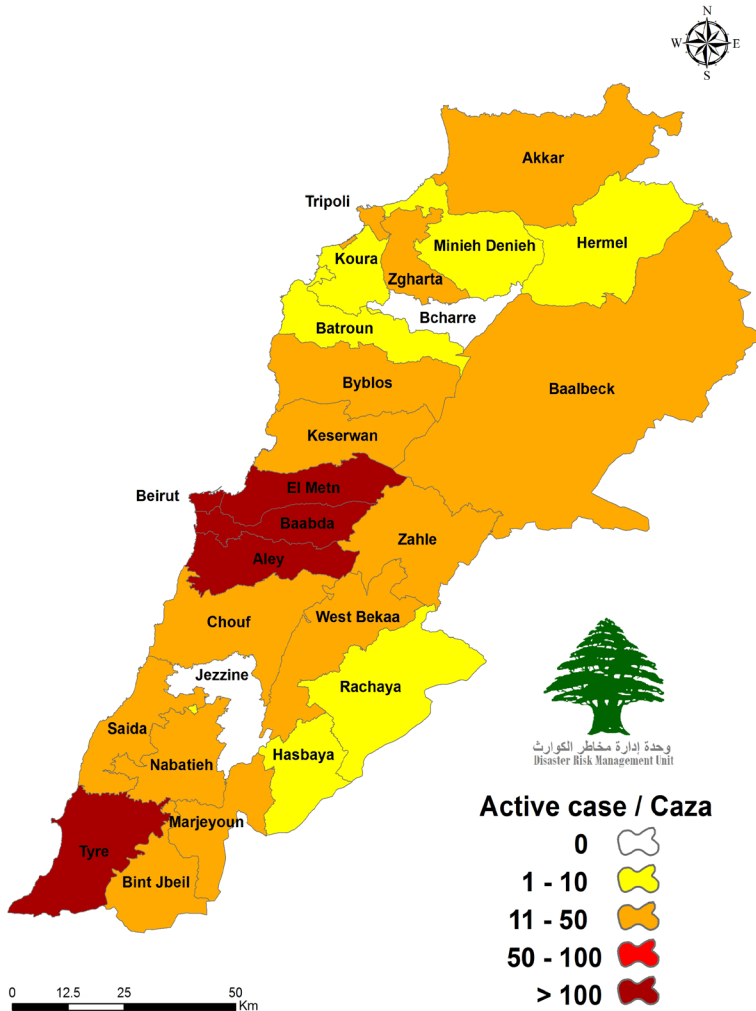 N
W E
S
Akkar
Tripoli
Minieh Denieh
Hermel
Koura
Zgharta
Bcharre
Batroun
Byblos
Baalbeck
Keserwan
El Metn
Beirut
Baabda
Zahle
Aley
West Bekaa
Chouf
Jezzine
Rachaya
Saida
Hasbaya
Nabatieh
Marjeyoun
Tyre
Bint Jbeil
وحدة إدارة مخاطر الكوارث
Disaster Risk Management Unit
Active case / Caza
0
1 - 10
11 - 50
50 - 100
> 100
0 12.5 25 50
Km